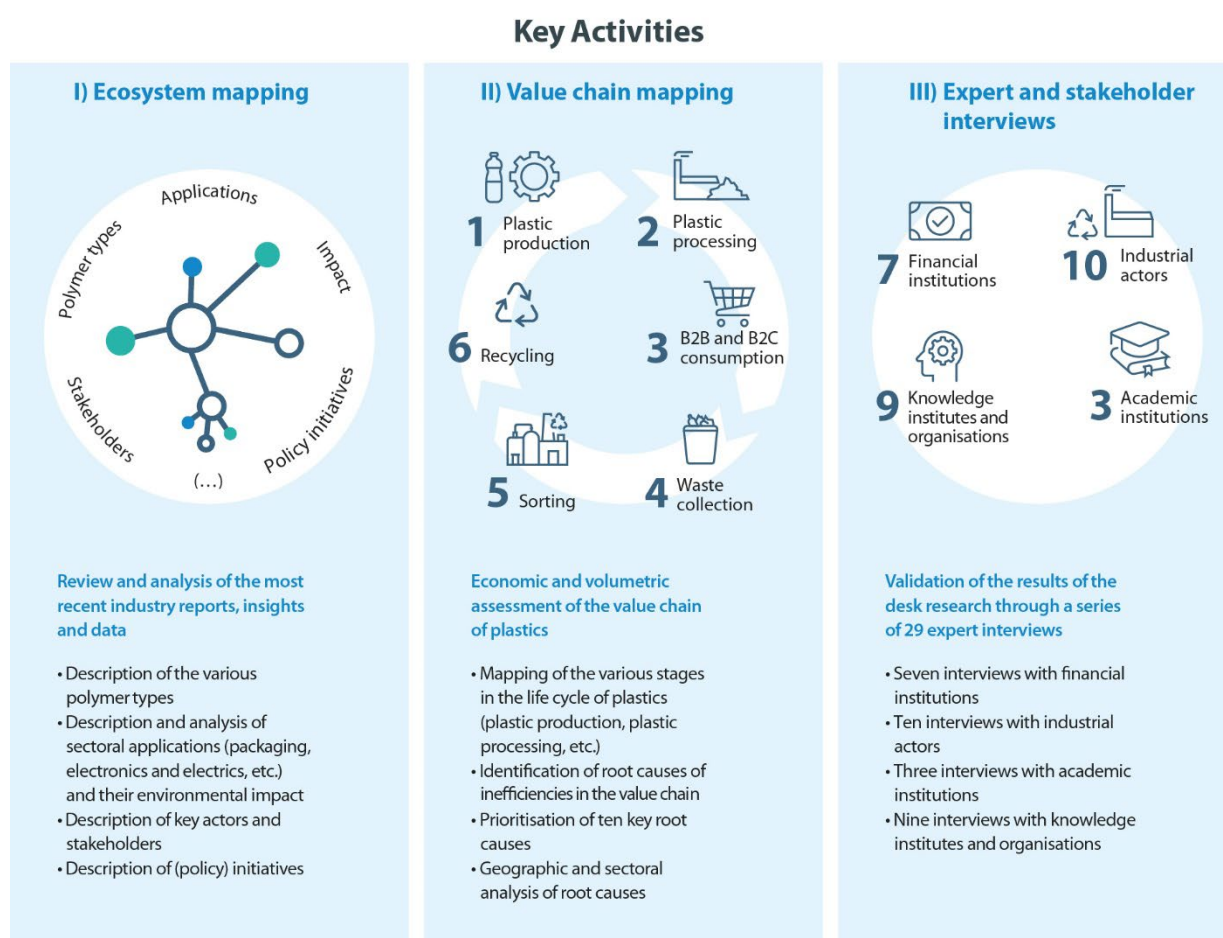 Key Activities
I) Ecosystem mapping
Applications
Polymer types
Impact
Stakeholders
Policy initiatives
(...)
Review and analysis of the most
recent industry reports, insights
and data
• Description of the various
polymer types
• Description and analysis of
sectoral applications (packaging,
electronics and electrics, etc.)
and their environmental impact
• Description of key actors and
stakeholders
• Description of (policy) initiatives
II) Value chain mapping
1 Plastic
production
2 Plastic
processing
3 B2B and B2C
consumption
4 Waste
collection
5 Sorting
6 Recycling
Economic and volumetric
assessment of the value chain
of plastics
• Mapping of the various stages
in the life cycle of plastics
(plastic production, plastic
processing, etc.)
• Identification of root causes of
inefficiencies in the value chain
• Prioritisation of ten key root
causes
• Geographic and sectoral
analysis of root causes
III) Expert and stakeholder
interviews
7 Financial
institutions
10 Industrial
actors
9 Knowledge
institutes and
organisations
3 Academic
institutions
Validation of the results of the
desk research through a series
of 29 expert interviews
• Seven interviews with financial
institutions
• Ten interviews with industrial
actors
• Three interviews with academic
institutions
• Nine interviews with knowledge
institutes and organisations